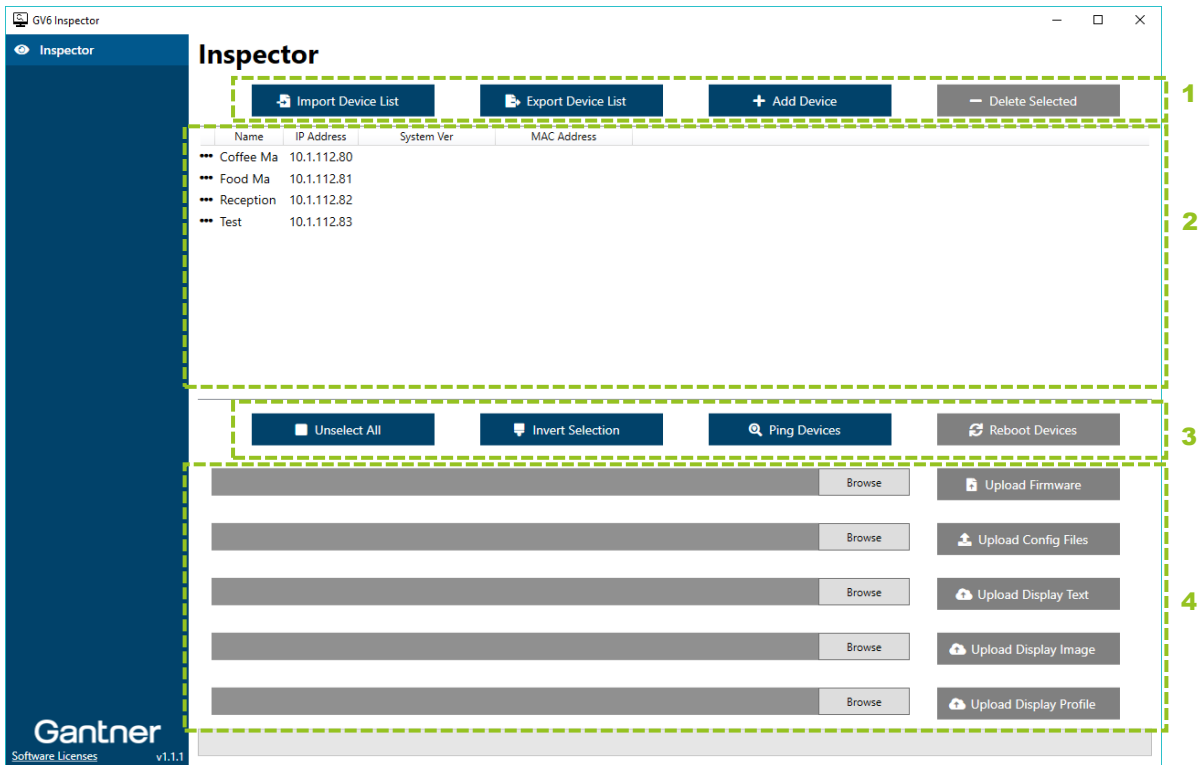 GV6 Inspector
Inspector
Inspector
Import Device List Export Device List Add Device Delete Selected
1
Name IP Address System Ver MAC Address
Coffee Ma 10.1.112.80
Food Ma 10.1.112.81
Reception 10.1.112.82
Test 10.1.112.83
2
Unselect All Invert Selection Ping Devices Reboot Devices
3
Browse Upload Firmware
Browse Upload Config Files
Browse Upload Display Text
4
Browse Upload Display Image
Browse Upload Display Profile
Gantner
Software Licenses v1.1.1